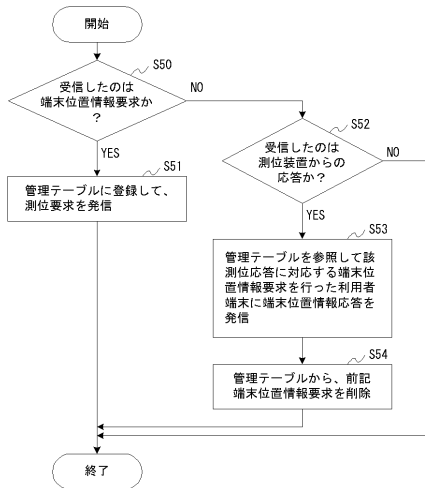 開始
S50
受信したのは
端末位置情報要求か
？
NO
YES
S51
管理テーブルに登録して、
測位要求を発信
S52
受信したのは
測位装置からの
応答か？
NO
YES
S53
管理テーブルを参照して該
測位応答に対応する端末位
置情報要求を行った利用者
端末に端末位置情報応答を
発信
S54
管理テーブルから、前記
端末位置情報要求を削除
終了